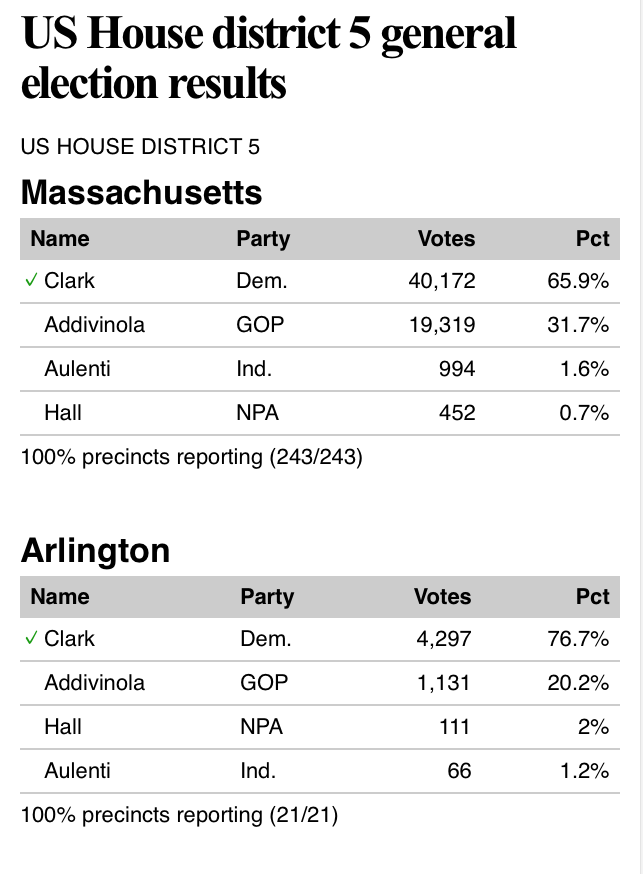 US House district 5 general
election results
US HOUSE DISTRICT 5
Massachusetts
Name Party Votes Pct
✓ Clark Dem. 40,172 65.9%
Addivinola GOP 19,319 31.7%
Aulenti Ind. 994 1.6%
Hall NPA 452 0.7%
100% precincts reporting (243/243)
Arlington
Name Party Votes Pct
✓ Clark Dem. 4,297 76.7%
Addivinola GOP 1,131 20.2%
Hall NPA 111 2%
Aulenti Ind. 66 1.2%
100% precincts reporting (21/21)